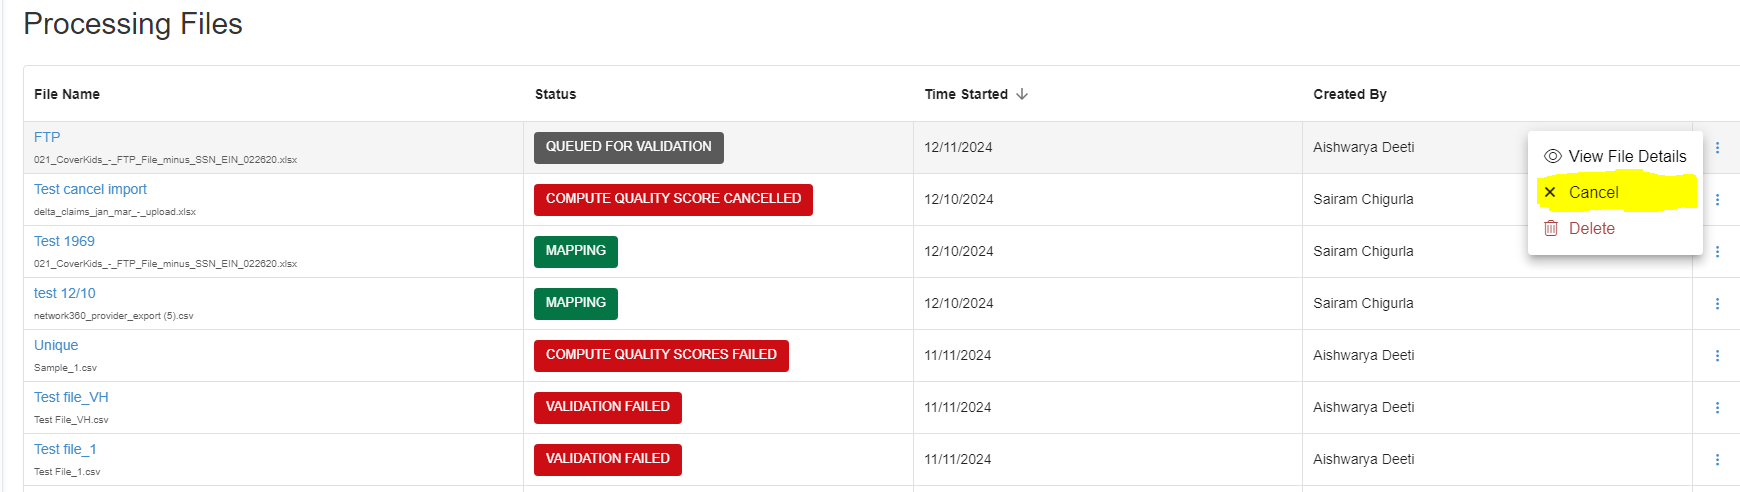 Processing Files
File Name Status Time Started Created By
FTP
021_CoverKids_-_FTP_File_minus_SSN_EIN_022620.xlsx
QUEUED FOR VALIDATION 12/11/2024 Aishwarya Deeti
View File Details
Cancel
Delete
Test cancel import
delta_claims_jan_mar_-_upload.xlsx
COMPUTE QUALITY SCORE CANCELLED 12/10/2024 Sairam Chigurla
Test 1969
021_CoverKids_-_FTP_File_minus_SSN_EIN_022620.xlsx
MAPPING 12/10/2024 Sairam Chigurla
test 12/10
network360_provider_export (5).csv
MAPPING 12/10/2024 Sairam Chigurla
Unique
Sample_1.csv
COMPUTE QUALITY SCORES FAILED 11/11/2024 Aishwarya Deeti
Test file_VH
Test File_VH.csv
VALIDATION FAILED 11/11/2024 Aishwarya Deeti
Test file_1
Test File_1.csv
VALIDATION FAILED 11/11/2024 Aishwarya Deeti